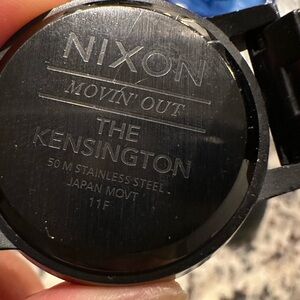 NIXON
MOVIN' OUT
THE
KENSINGTON
50 M STAINLESS STEEL
JAPAN MOVT
11F